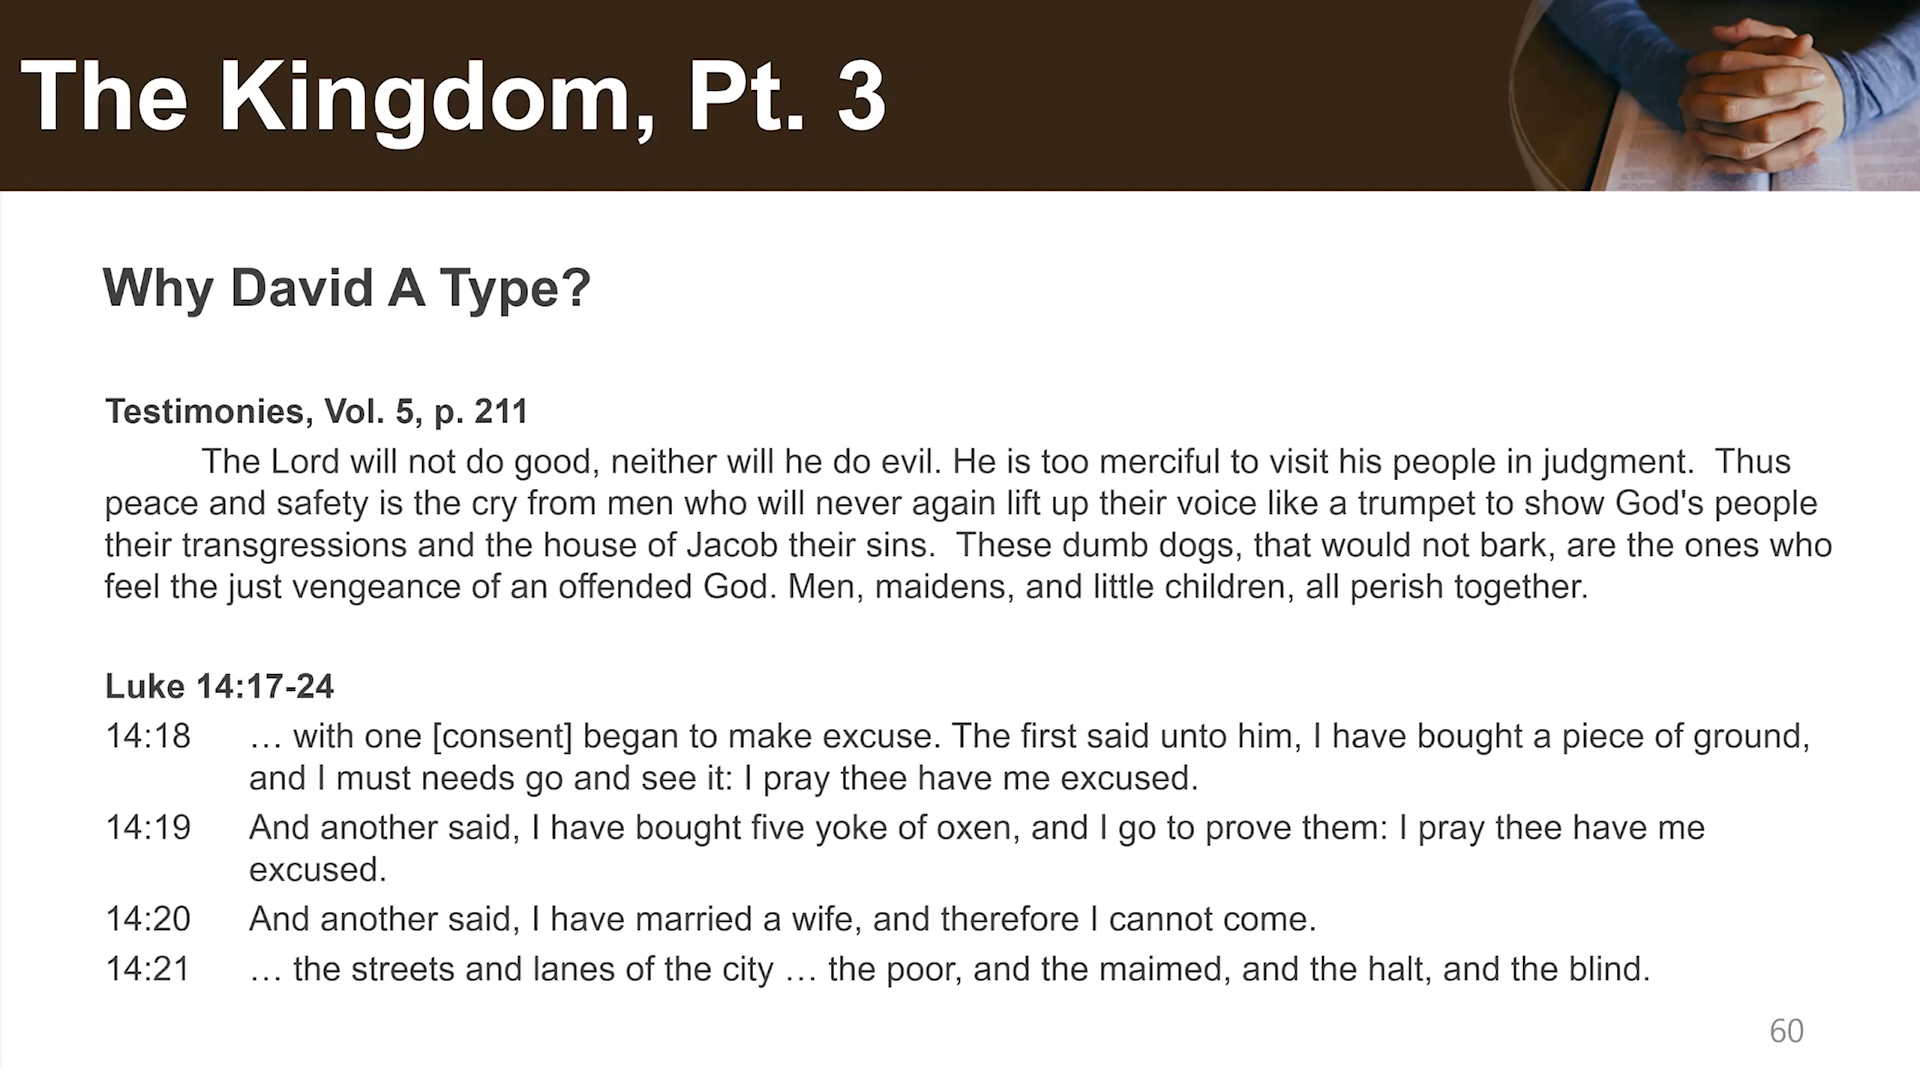 The Kingdom, Pt. 3
Why David A Type?
Testimonies, Vol. 5, p. 211
The Lord will not do good, neither will he do evil. He is too merciful to visit his people in judgment.  Thus
peace and safety is the cry from men who will never again lift up their voice like a trumpet to show God's people
their transgressions and the house of Jacob their sins.  These dumb dogs, that would not bark, are the ones who
feel the just vengeance of an offended God. Men, maidens, and little children, all perish together.
Luke 14:17-24
14:18 … with one [consent] began to make excuse. The first said unto him, I have bought a piece of ground,
and I must needs go and see it: I pray thee have me excused.
14:19 And another said, I have bought five yoke of oxen, and I go to prove them: I pray thee have me
excused.
14:20 And another said, I have married a wife, and therefore I cannot come.
14:21 … the streets and lanes of the city … the poor, and the maimed, and the halt, and the blind.
60